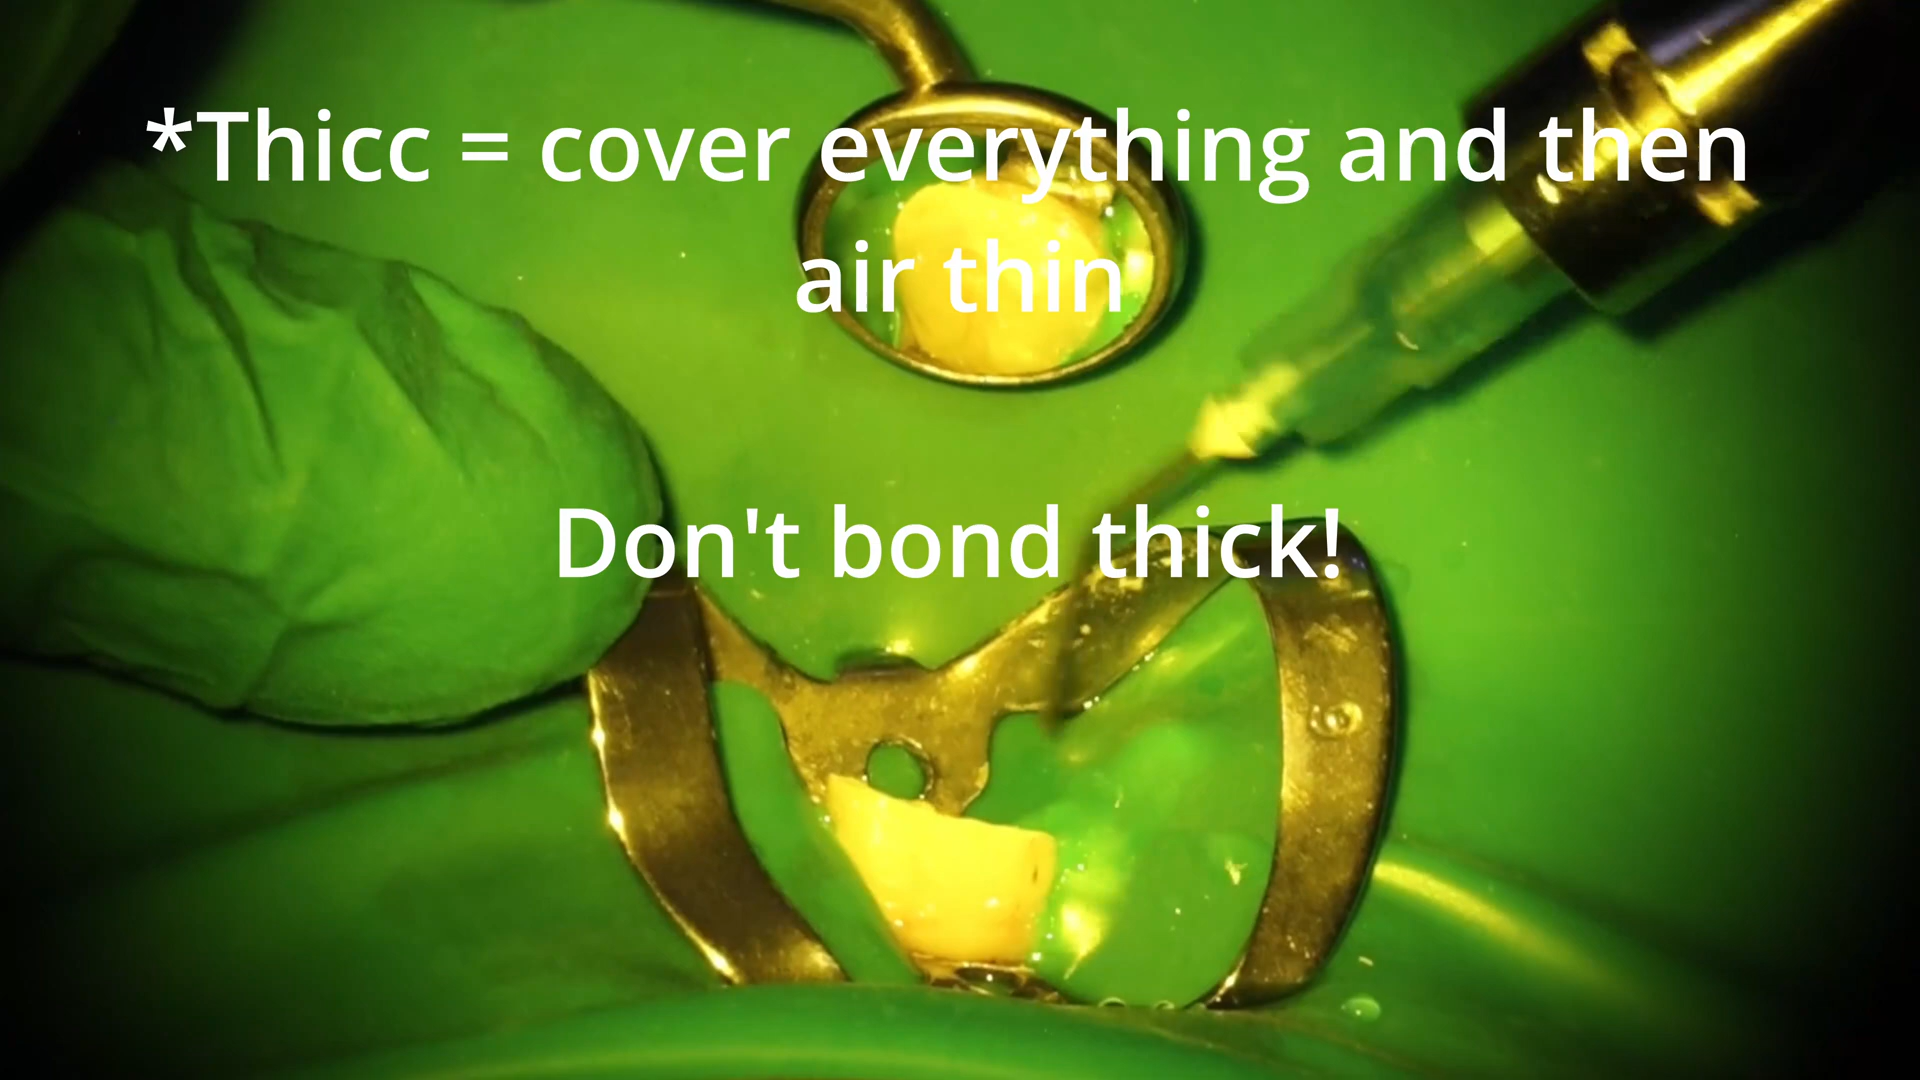 *Thicc = cover everything and then
air thin
Don't bond thick!